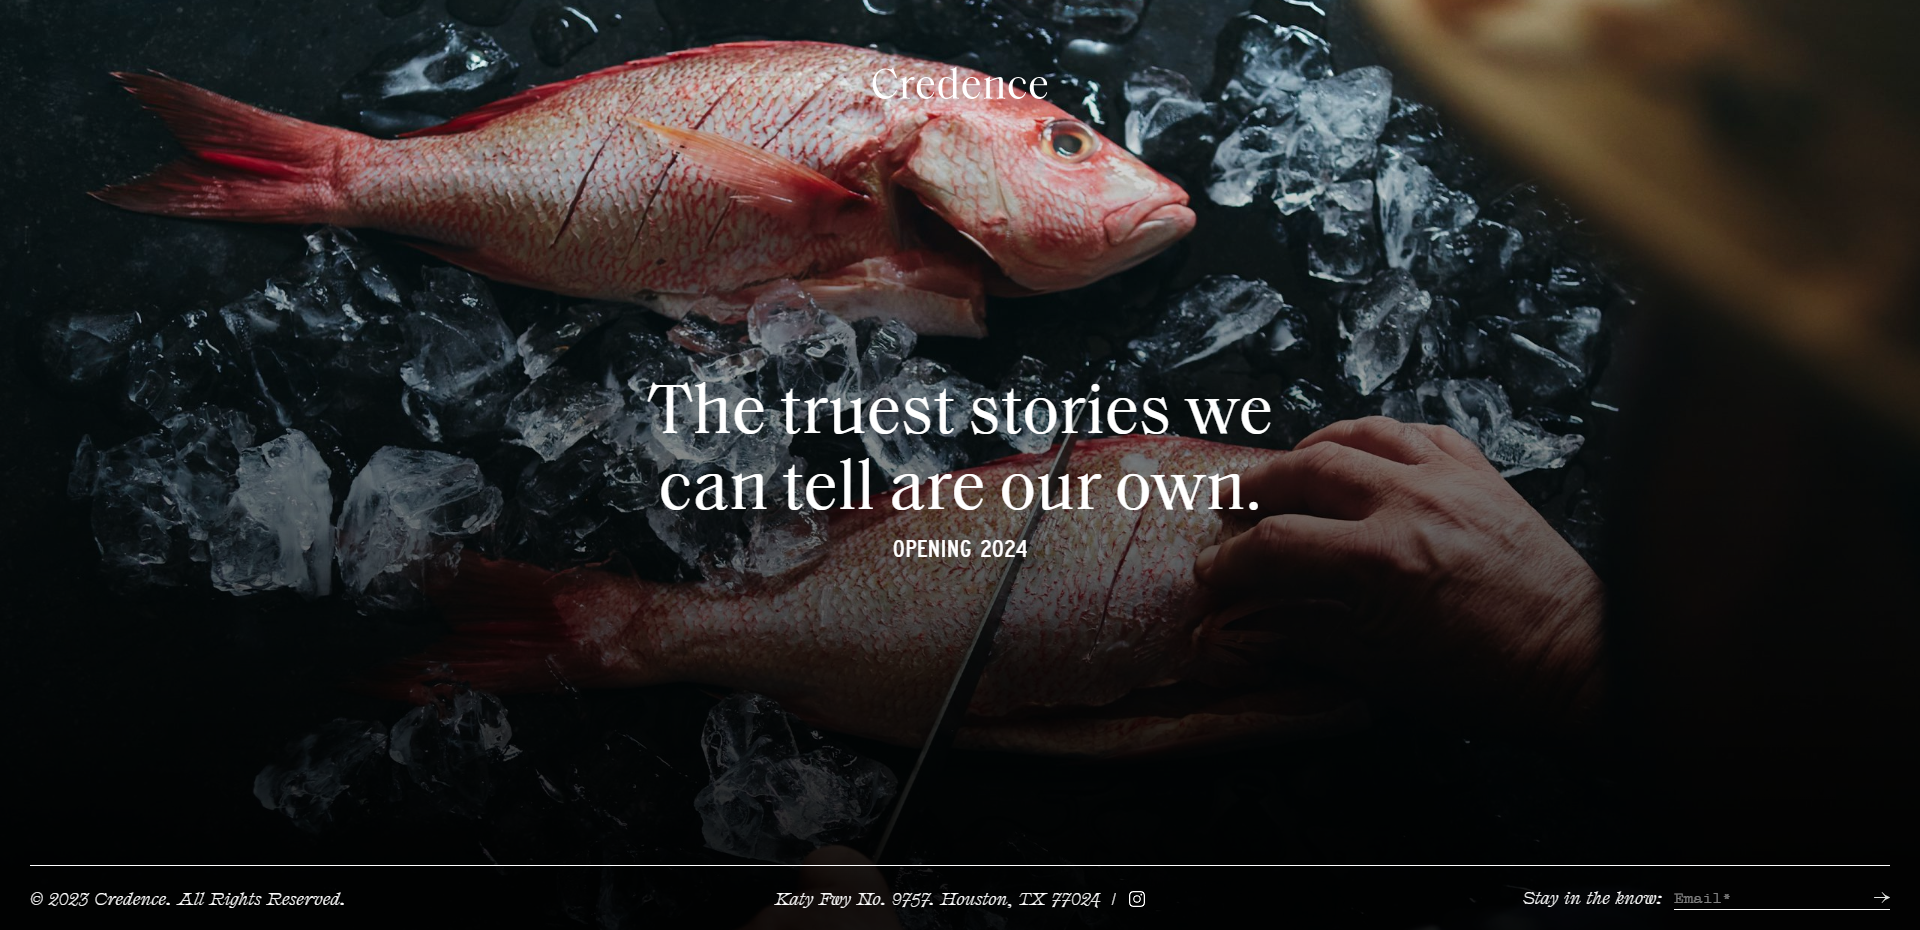 Credence
The truest stories we
can tell are our own.
OPENING 2024
© 2023 Credence. All Rights Reserved.
Katy Fwy No. 9757. Houston, TX 77024 /
Stay in the know: Email*